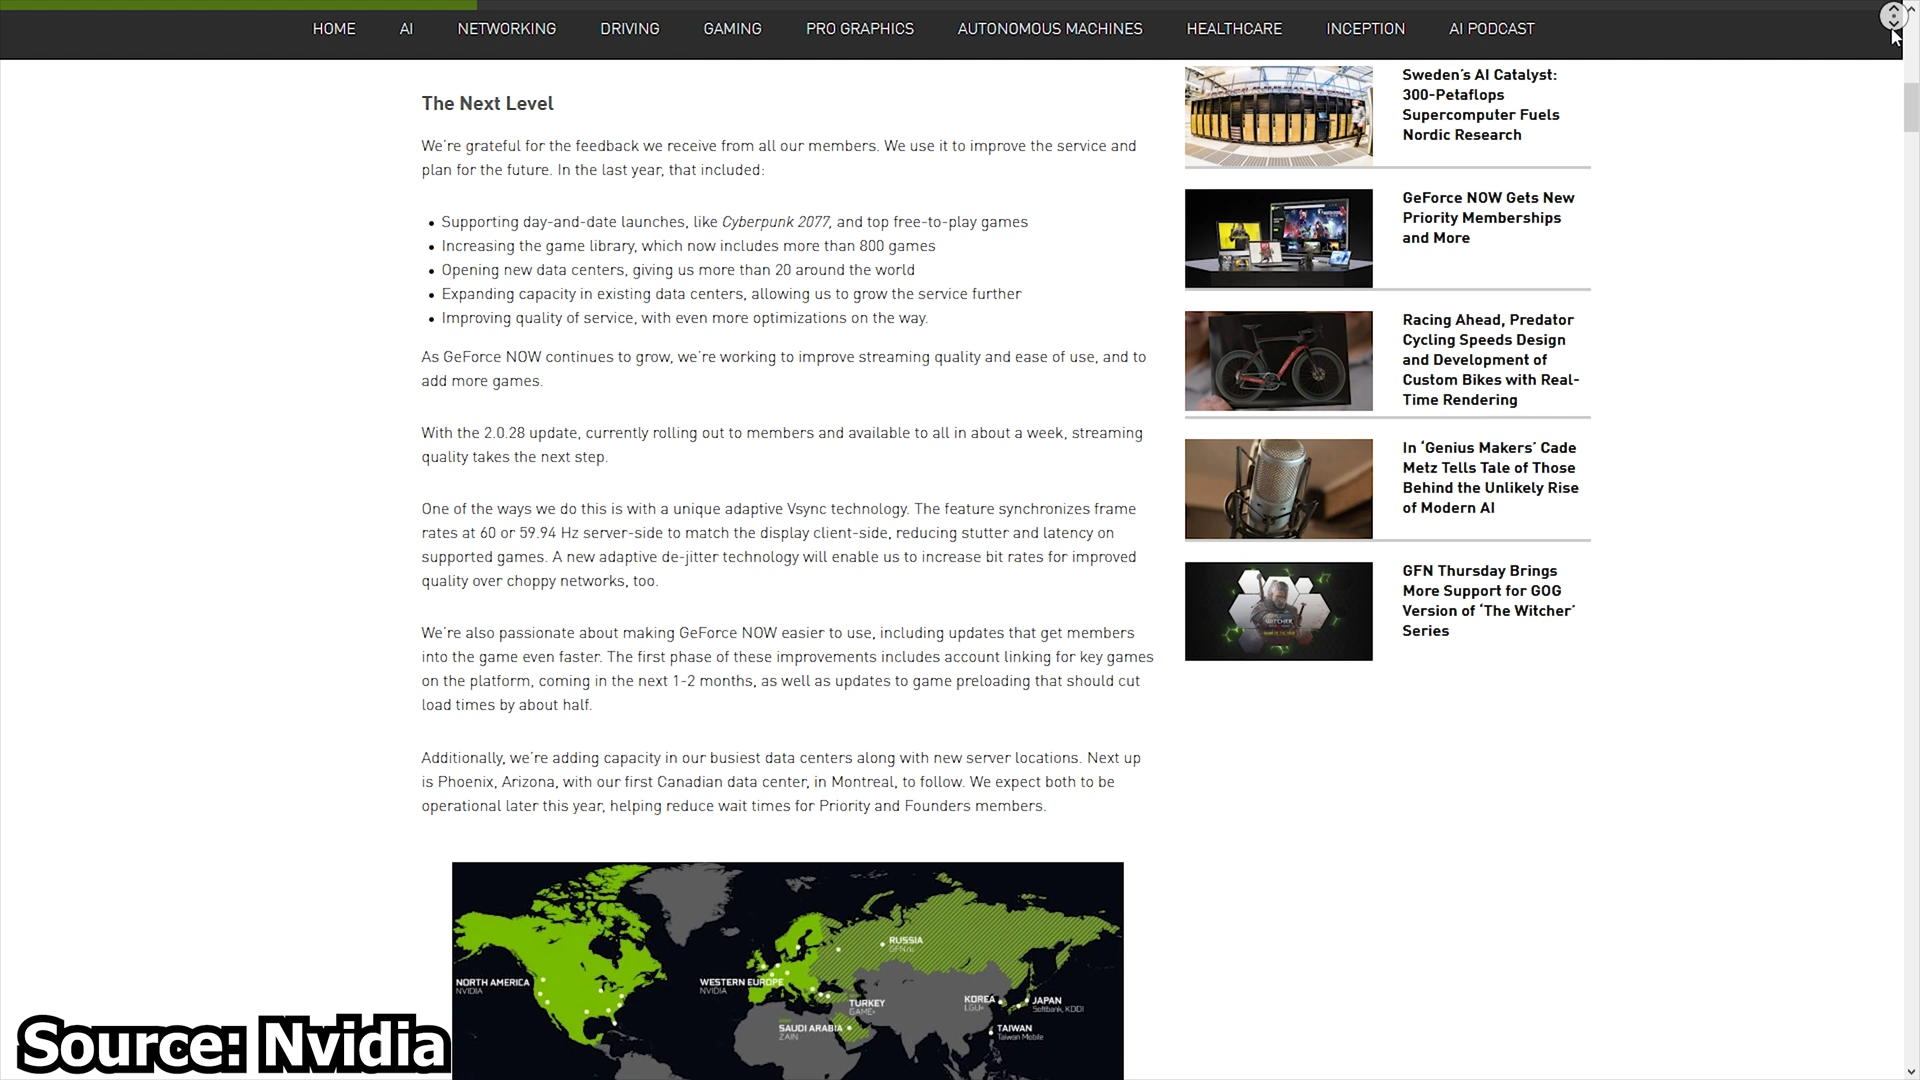 HOME AI NETWORKING DRIVING GAMING PRO GRAPHICS AUTONOMOUS MACHINES HEALTHCARE INCEPTION AI PODCAST
The Next Level
We're grateful for the feedback we receive from all our members. We use it to improve the service and
plan for the future. In the last year, that included:
• Supporting day-and-date launches, like Cyberpunk 2077, and top free-to-play games
• Increasing the game library, which now includes more than 800 games
• Opening new data centers, giving us more than 20 around the world
• Expanding capacity in existing data centers, allowing us to grow the service further
• Improving quality of service, with even more optimizations on the way.
As GeForce NOW continues to grow, we're working to improve streaming quality and ease of use, and to
add more games.
With the 2.0.28 update, currently rolling out to members and available to all in about a week, streaming
quality takes the next step.
One of the ways we do this is with a unique adaptive Vsync technology. The feature synchronizes frame
rates at 60 or 59.94 Hz server-side to match the display client-side, reducing stutter and latency on
supported games. A new adaptive de-jitter technology will enable us to increase bit rates for improved
quality over choppy networks, too.
We're also passionate about making GeForce NOW easier to use, including updates that get members
into the game even faster. The first phase of these improvements includes account linking for key games
on the platform, coming in the next 1-2 months, as well as updates to game preloading that should cut
load times by about half.
Additionally, we're adding capacity in our busiest data centers along with new server locations. Next up
is Phoenix, Arizona, with our first Canadian data center, in Montreal, to follow. We expect both to be
operational later this year, helping reduce wait times for Priority and Founders members.
RUSSIA
GFN.ru
NORTH AMERICA
NVIDIA
WESTERN EUROPE
NVIDIA
TURKEY
GAME+
KOREA
LGU+
JAPAN
Softbank, KDDI
SAUDI ARABIA
ZAIN
TAIWAN
Taiwan Mobile
Source: Nvidia
Sweden's AI Catalyst:
300-Petaflops
Supercomputer Fuels
Nordic Research
GeForce NOW Gets New
Priority Memberships
and More
Racing Ahead, Predator
Cycling Speeds Design
and Development of
Custom Bikes with Real-
Time Rendering
In ‘Genius Makers’ Cade
Metz Tells Tale of Those
Behind the Unlikely Rise
of Modern AI
WITCHER
GFN Thursday Brings
More Support for GOG
Version of ‘The Witcher’
Series